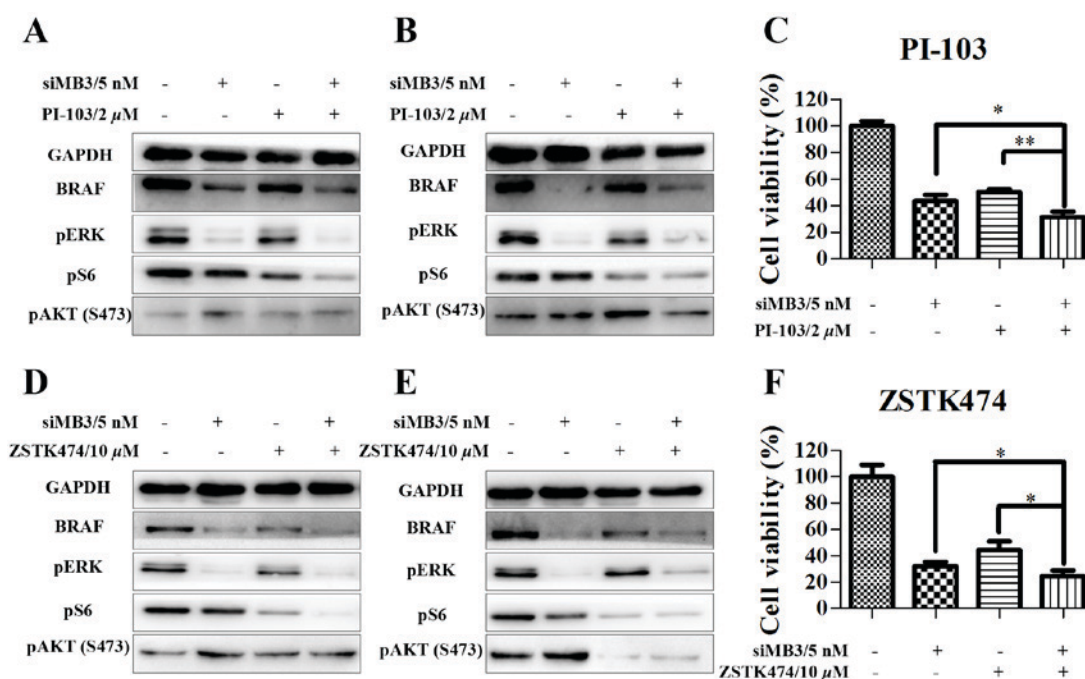 A
siMB3/5 nM - + - +
PI-103/2 µM - - + +
GAPDH
BRAF
pERK
pS6
pAKT (S473)
B
siMB3/5 nM - + - +
PI-103/2 µM - - + +
GAPDH
BRAF
pERK
pS6
pAKT (S473)
C
PI-103
Cell viability (%)
120
100
80
60
40
20
0
*
**
siMB3/5 nM - + - +
PI-103/2 µM - - + +
D
siMB3/5 nM - + - +
ZSTK474/10 µM - - + +
GAPDH
BRAF
pERK
pS6
pAKT (S473)
E
siMB3/5 nM - + - +
ZSTK474/10 µM - - + +
GAPDH
BRAF
pERK
pS6
pAKT (S473)
F
ZSTK474
Cell viability (%)
120
100
80
60
40
20
0
*
*
siMB3/5 nM - + - +
ZSTK474/10 µM - - + +